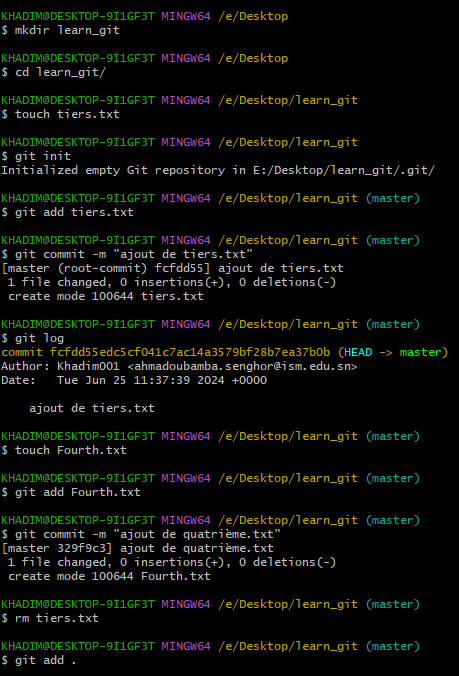 KHADIM@DESKTOP-9I1GF3T MINGW64 /e/Desktop
$ mkdir learn_git
KHADIM@DESKTOP-9I1GF3T MINGW64 /e/Desktop
$ cd learn_git/
KHADIM@DESKTOP-9I1GF3T MINGW64 /e/Desktop/learn_git
$ touch tiers.txt
KHADIM@DESKTOP-9I1GF3T MINGW64 /e/Desktop/learn_git
$ git init
Initialized empty Git repository in E:/Desktop/learn_git/.git/
KHADIM@DESKTOP-9I1GF3T MINGW64 /e/Desktop/learn_git (master)
$ git add tiers.txt
KHADIM@DESKTOP-9I1GF3T MINGW64 /e/Desktop/learn_git (master)
$ git commit -m "ajout de tiers.txt"
[master (root-commit) fcfdd55] ajout de tiers.txt
1 file changed, 0 insertions(+), 0 deletions(-)
create mode 100644 tiers.txt
KHADIM@DESKTOP-9I1GF3T MINGW64 /e/Desktop/learn_git (master)
$ git log
commit fcfdd55edc5cf041c7ac14a3579bf28b7ea37b0b (HEAD -> master)
Author: Khadim001 <ahmadoubamba.senghor@ism.edu.sn>
Date:   Tue Jun 25 11:37:39 2024 +0000
ajout de tiers.txt
KHADIM@DESKTOP-9I1GF3T MINGW64 /e/Desktop/learn_git (master)
$ touch Fourth.txt
KHADIM@DESKTOP-9I1GF3T MINGW64 /e/Desktop/learn_git (master)
$ git add Fourth.txt
KHADIM@DESKTOP-9I1GF3T MINGW64 /e/Desktop/learn_git (master)
$ git commit -m "ajout de quatrième.txt"
[master 329f9c3] ajout de quatrième.txt
1 file changed, 0 insertions(+), 0 deletions(-)
create mode 100644 Fourth.txt
KHADIM@DESKTOP-9I1GF3T MINGW64 /e/Desktop/learn_git (master)
$ rm tiers.txt
KHADIM@DESKTOP-9I1GF3T MINGW64 /e/Desktop/learn_git (master)
$ git add .